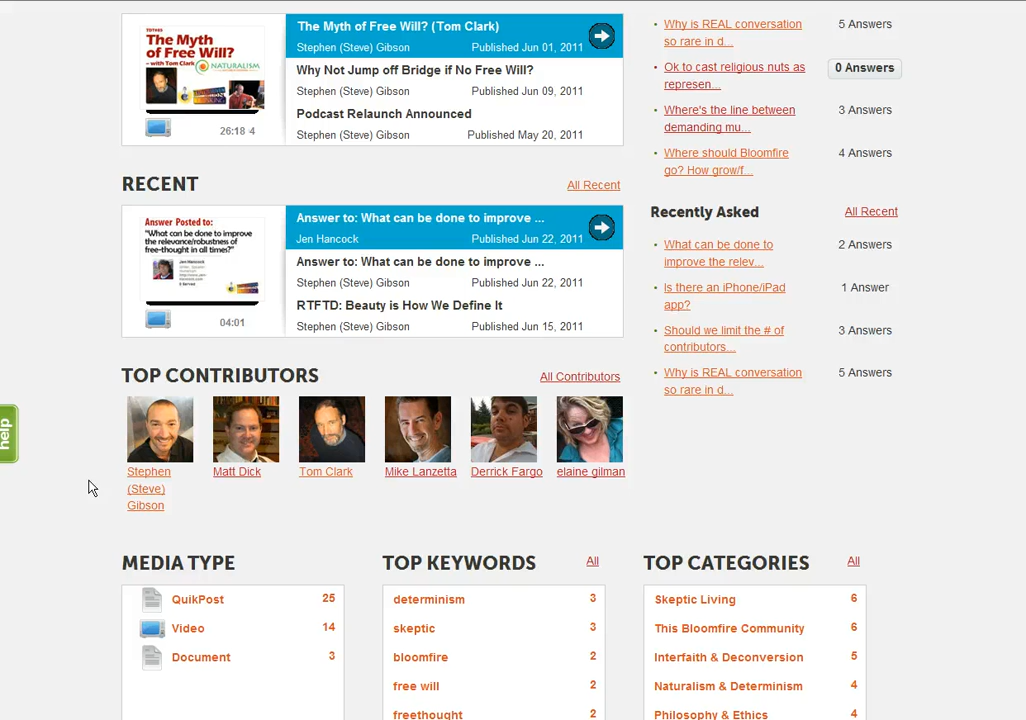 The Myth
of Free Will?
- with Tom Clark
NATURALISM
26:18 4
The Myth of Free Will? (Tom Clark)
Stephen (Steve) Gibson Published Jun 01, 2011
Why Not Jump off Bridge if No Free Will?
Stephen (Steve) Gibson Published Jun 09, 2011
Podcast Relaunch Announced
Stephen (Steve) Gibson Published May 20, 2011
RECENT All Recent
Answer Posted to:
"What can be done to improve
the relevance/robustness of
free-thought in all times?"
Jen Hancock
04:01
Answer to: What can be done to improve ...
Jen Hancock Published Jun 22, 2011
Answer to: What can be done to improve ...
Stephen (Steve) Gibson Published Jun 22, 2011
RTFTD: Beauty is How We Define It
Stephen (Steve) Gibson Published Jun 15, 2011
Why is REAL conversation
so rare in d... 5 Answers
Ok to cast religious nuts as
represen... 0 Answers
Where's the line between
demanding mu... 3 Answers
Where should Bloomfire
go? How grow/f... 4 Answers
Recently Asked All Recent
What can be done to
improve the relev... 2 Answers
Is there an iPhone/iPad
app? 1 Answer
Should we limit the # of
contributors... 3 Answers
Why is REAL conversation
so rare in d... 5 Answers
TOP CONTRIBUTORS All Contributors
Stephen
(Steve)
Gibson
Matt Dick
Tom Clark
Mike Lanzetta
Derrick Fargo
elaine gilman
help
MEDIA TYPE
QuikPost 25
Video 14
Document 3
TOP KEYWORDS All
determinism 3
skeptic 3
bloomfire 2
free will 2
freethought 2
TOP CATEGORIES All
Skeptic Living 6
This Bloomfire Community 6
Interfaith & Deconversion 5
Naturalism & Determinism 4
Philosophy & Ethics 4